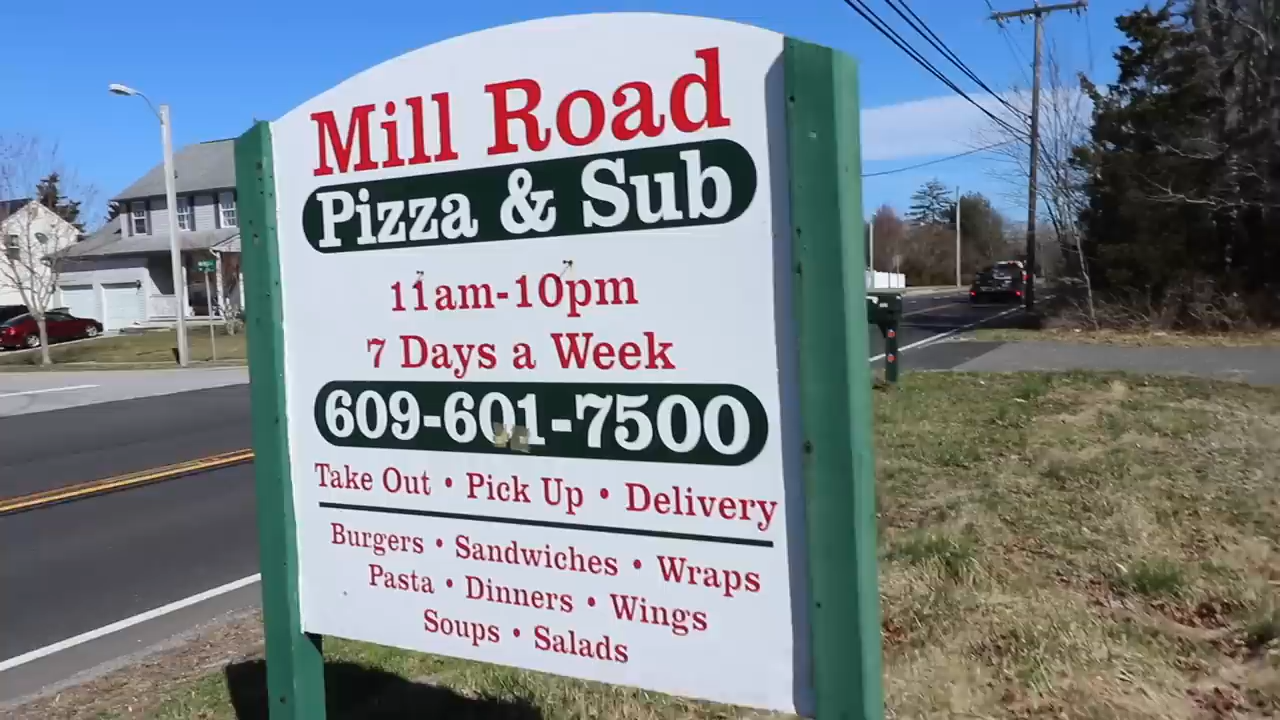 Mill Road
Pizza & Sub
11am-10pm
7 Days a Week
609-601-7500
Take Out • Pick Up • Delivery
Burgers • Sandwiches • Wraps
Pasta • Dinners • Wings
Soups • Salads